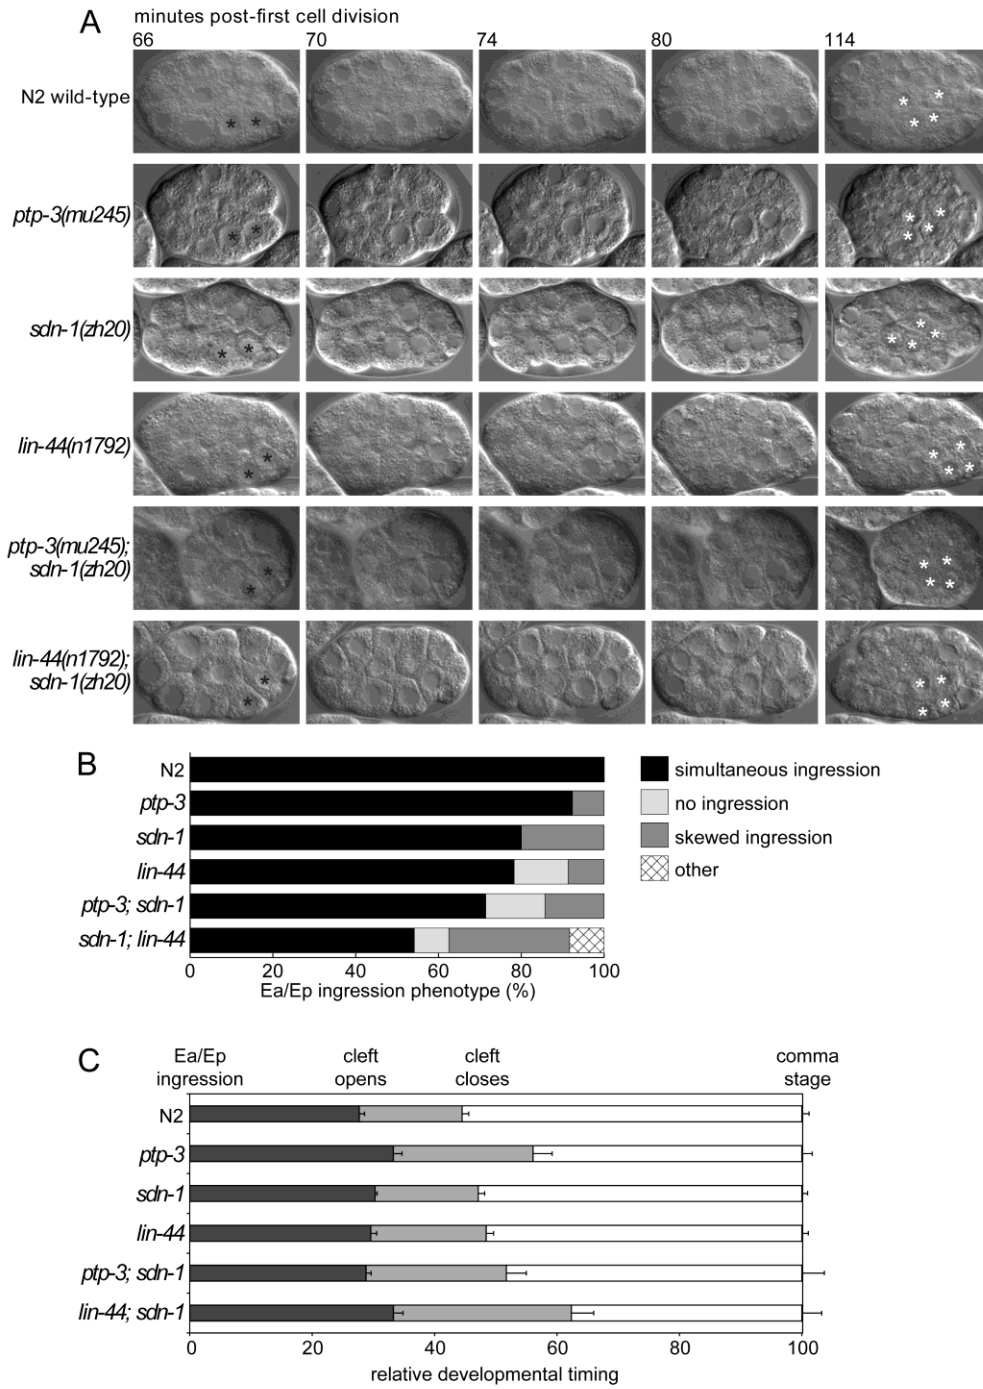 A
minutes post-first cell division
66 70 74 80 114
N2 wild-type
ptp-3(mu245)
sdn-1(zh20)
lin-44(n1792)
ptp-3(mu245);
sdn-1(zh20)
lin-44(n1792);
sdn-1(zh20)
B
N2
ptp-3
sdn-1
lin-44
ptp-3; sdn-1
sdn-1; lin-44
0 20 40 60 80 100
Ea/Ep ingression phenotype (%)
simultaneous ingression
no ingression
skewed ingression
other
C
Ea/Ep cleft cleft comma
ingression opens closes stage
N2
ptp-3
sdn-1
lin-44
ptp-3; sdn-1
lin-44; sdn-1
0 20 40 60 80 100
relative developmental timing